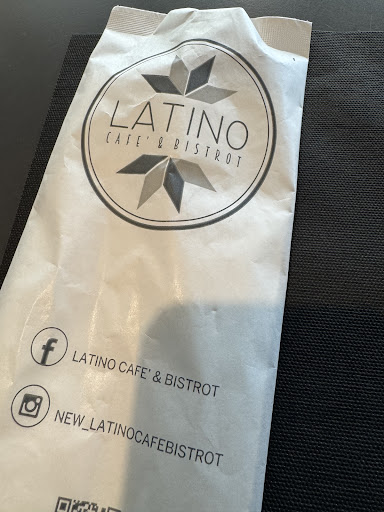 LATINO
CAFE' & BISTROT
LATINO CAFE' & BISTROT
NEW_LATINOCAFEBISTROT